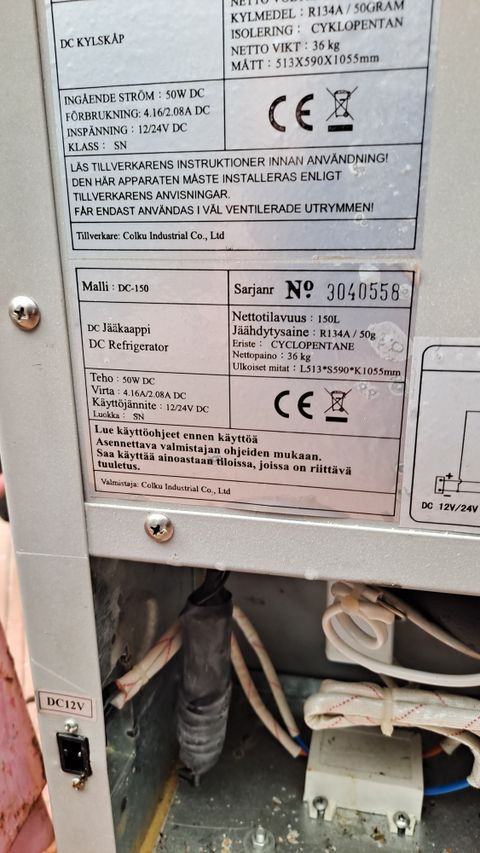 KYLMEDEL : R134A / 50GRAM
DC KYLSKÅP
ISOLERING : CYKLOPENTAN
NETTO VIKT : 36 kg
MÅTT : 513X590X1055mm
INGÅENDE STRÖM : 50W DC
FÖRBRUKNING: 4.16/2.08A DC
INSPÄNNING : 12/24V DC
KLASS : SN
CE
LÄS TILLVERKARENS INSTRUKTIONER INNAN ANVÄNDNING!
DEN HÄR APPARATEN MÅSTE INSTALLERAS ENLIGT
TILLVERKARENS ANVISNINGAR.
FÅR ENDAST ANVÄNDAS I VÄL VENTILERADE UTRYMMEN!
Tillverkare: Colku Industrial Co., Ltd
Malli : DC-150
Sarjanr Nº 3040558
DC Jääkaappi
DC Refrigerator
Nettotilavuus : 150L
Jäähdytysaine : R134A / 50g
Eriste : CYCLOPENTANE
Nettopaino : 36 kg
Ulkoiset mitat : L513*S590*K1055mm
Teho : 50W DC
Virta : 4.16A/2.08A DC
Käyttöjännite : 12/24V DC
Luokka : SN
CE
Lue käyttöohjeet ennen käyttöä
Asennettava valmistajan ohjeiden mukaan.
Saa käyttää ainoastaan tiloissa, joissa on riittävä
tuuletus.
Valmistaja: Colku Industrial Co., Ltd
+
−
DC 12V/24V
DC12V